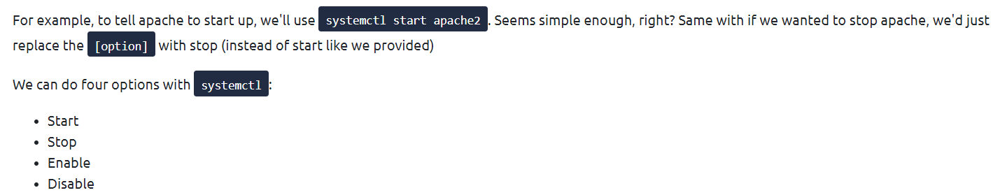 For example, to tell apache to start up, we'll use systemctl start apache2. Seems simple enough, right? Same with if we wanted to stop apache, we'd just
replace the [option] with stop (instead of start like we provided)
We can do four options with systemctl:
• Start
• Stop
• Enable
• Disable